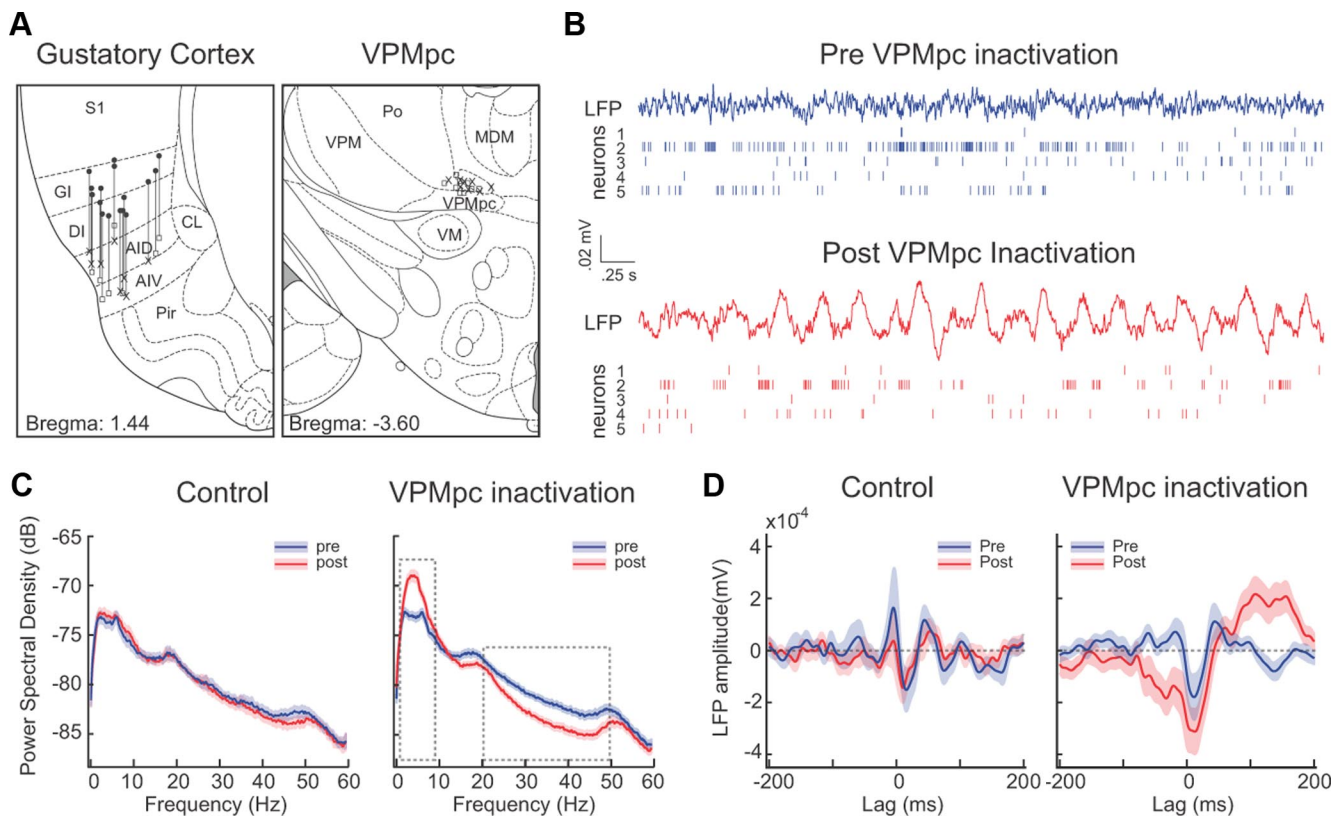 A
Gustatory Cortex
VPMpc
S1
GI
DI
AID
CL
AIV
Pir
Bregma: 1.44
Po
VPM
MDM
VPMpc
VM
Bregma: -3.60
B
Pre VPMpc inactivation
LFP
neurons
1
2
3
4
5
.02 mV
.25 s
Post VPMpc Inactivation
LFP
neurons
1
2
3
4
5
C
Control
VPMpc inactivation
Power Spectral Density (dB)
-65
-70
-75
-80
-85
pre
post
pre
post
0 10 20 30 40 50 60
0 10 20 30 40 50 60
Frequency (Hz)
Frequency (Hz)
D
Control
VPMpc inactivation
x10⁻⁴
LFP amplitude(mV)
4
2
0
-2
-4
Pre
Post
Pre
Post
-200 0 200
-200 0 200
Lag (ms)
Lag (ms)